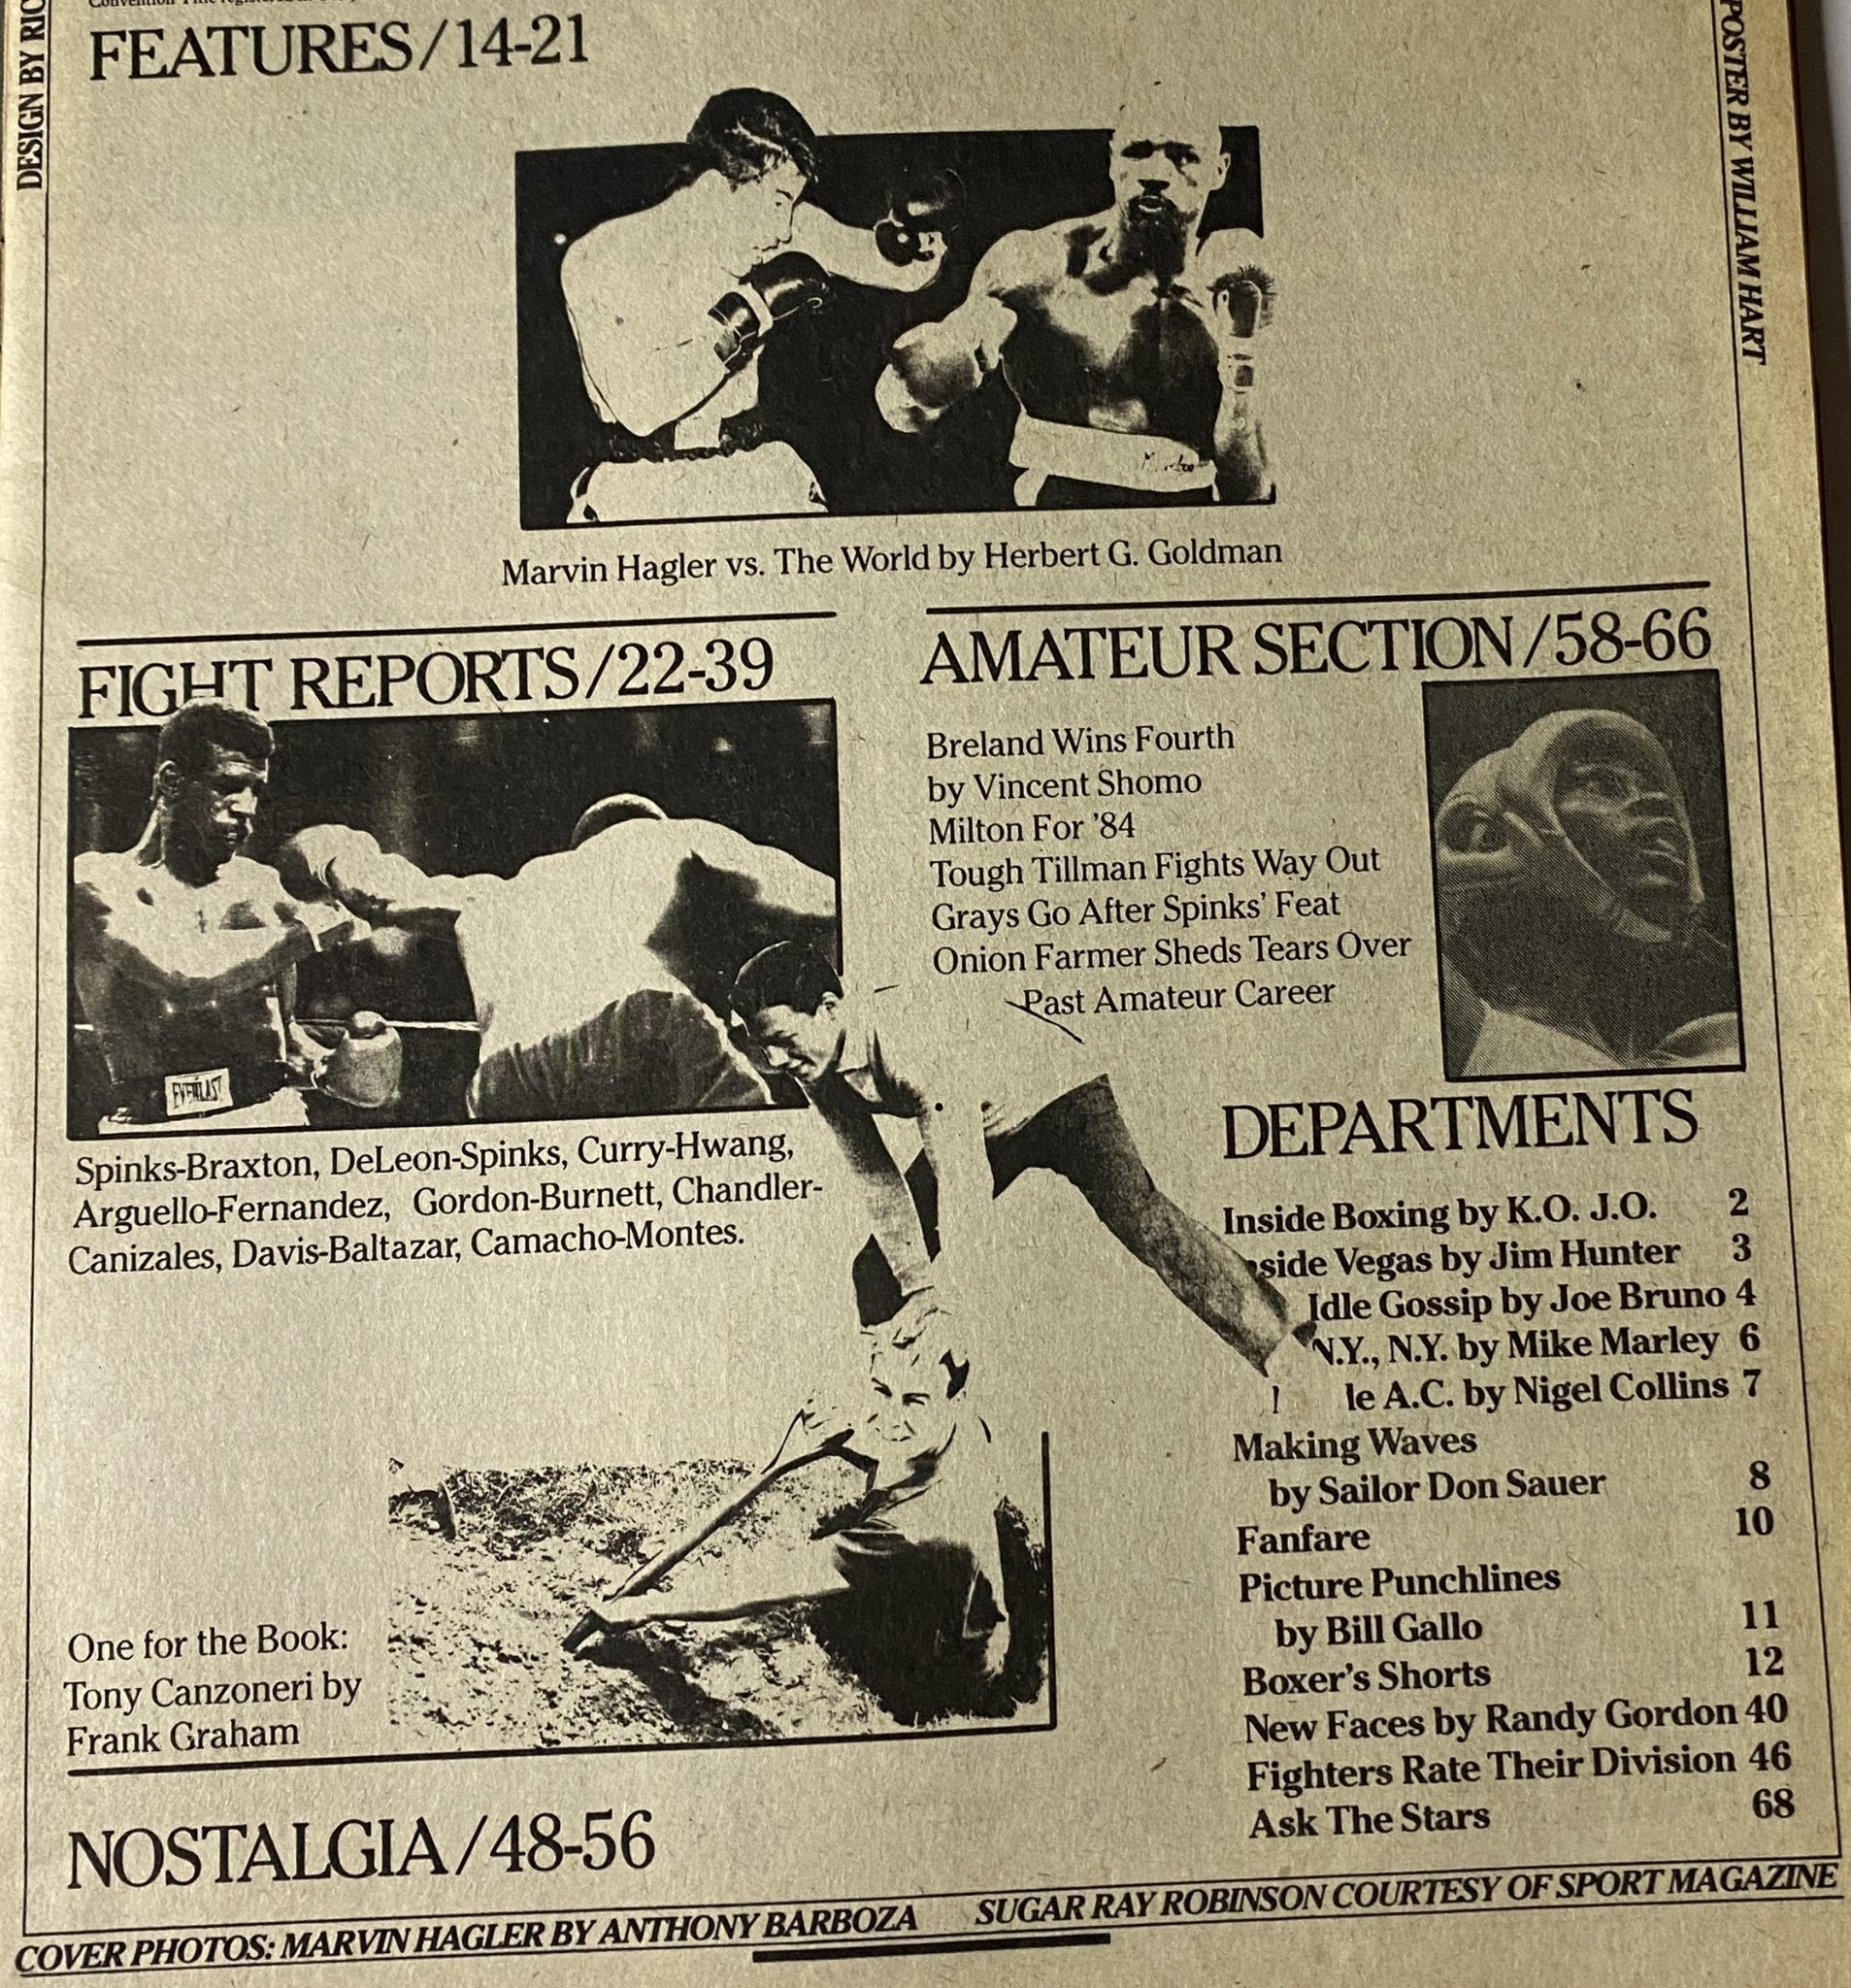 FEATURES/14-21
DESIGN BY RIC
POSTER BY WILLIAM HART
Marvin Hagler vs. The World by Herbert G. Goldman
FIGHT REPORTS/22-39
EVERLAST
Spinks-Braxton, DeLeon-Spinks, Curry-Hwang,
Arguello-Fernandez, Gordon-Burnett, Chandler-
Canizales, Davis-Baltazar, Camacho-Montes.
AMATEUR SECTION/58-66
Breland Wins Fourth
by Vincent Shomo
Milton For '84
Tough Tillman Fights Way Out
Grays Go After Spinks' Feat
Onion Farmer Sheds Tears Over
Past Amateur Career
DEPARTMENTS
Inside Boxing by K.O. J.O. 2
nside Vegas by Jim Hunter 3
Idle Gossip by Joe Bruno 4
N.Y., N.Y. by Mike Marley 6
le A.C. by Nigel Collins 7
Making Waves
by Sailor Don Sauer 8
Fanfare 10
Picture Punchlines
by Bill Gallo 11
Boxer's Shorts 12
New Faces by Randy Gordon 40
Fighters Rate Their Division 46
Ask The Stars 68
One for the Book:
Tony Canzoneri by
Frank Graham
NOSTALGIA/48-56
COVER PHOTOS: MARVIN HAGLER BY ANTHONY BARBOZA SUGAR RAY ROBINSON COURTESY OF SPORT MAGAZINE